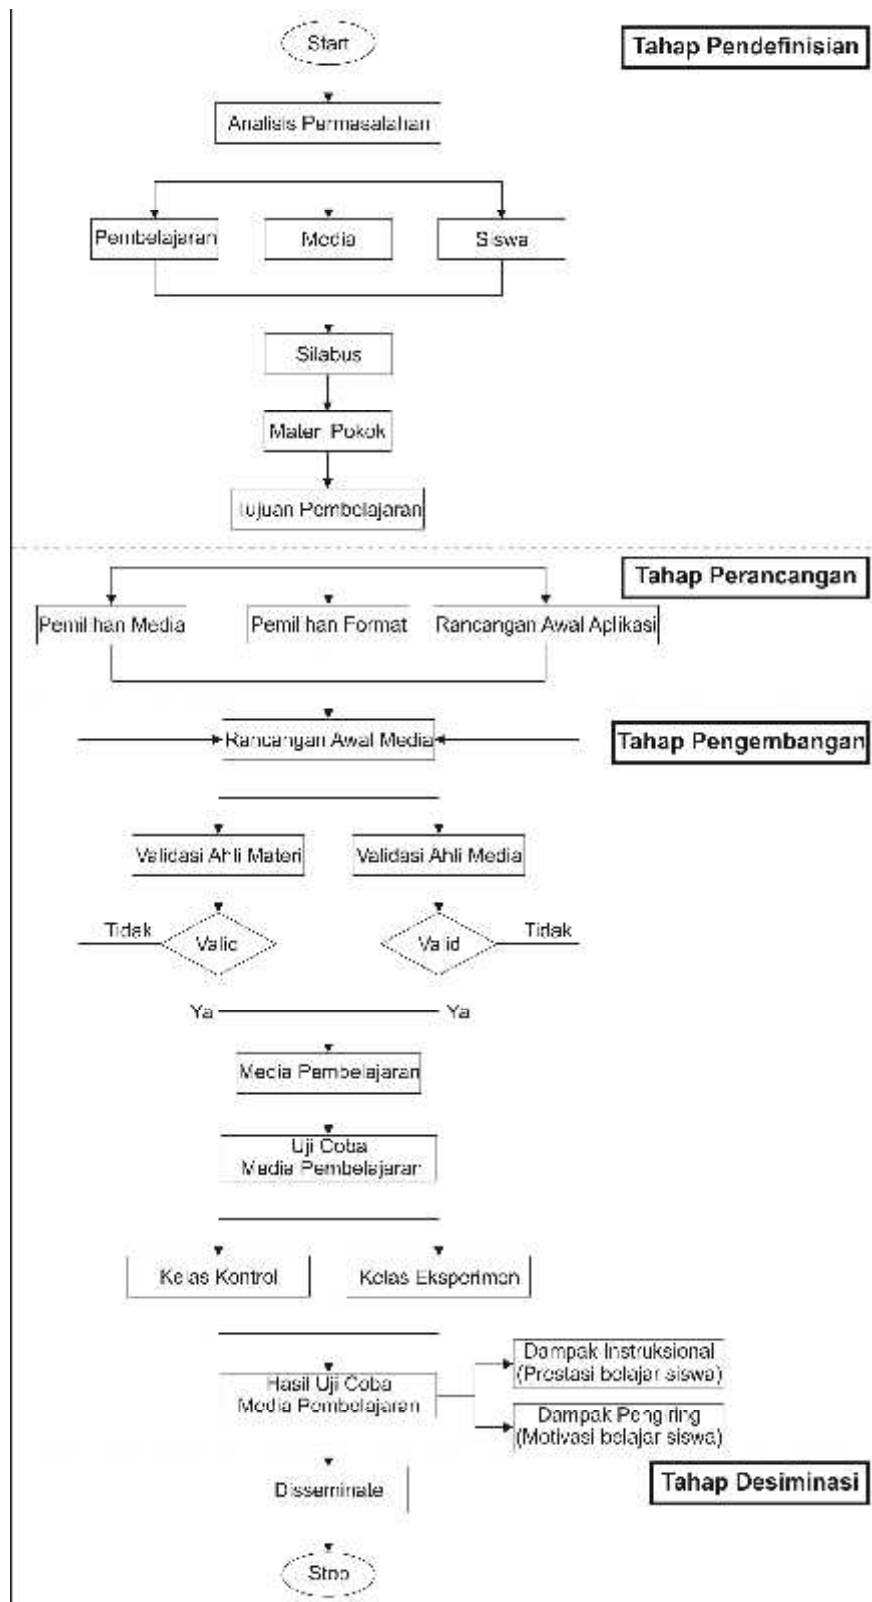 Start
Tahap Pendefinisian
Analisis Permasalahan
Pembelajaran
Media
Siswa
Silabus
Materi Pokok
Tujuan Pembelajaran
Tahap Perancangan
Pemilihan Media
Pemilihan Format
Rancangan Awal Aplikasi
Rancangan Awal Media
Tahap Pengembangan
Validasi Ahli Materi
Validasi Ahli Media
Tidak
Valid
Valid
Tidak
Ya
Ya
Media Pembelajaran
Uji Coba
Media Pembelajaran
Kelas Kontrol
Kelas Eksperimen
Hasil Uji Coba
Media Pembelajaran
Dampak Instruksional
(Prestasi belajar siswa)
Dampak Pengiring
(Motivasi belajar siswa)
Disseminate
Tahap Desiminasi
Stop